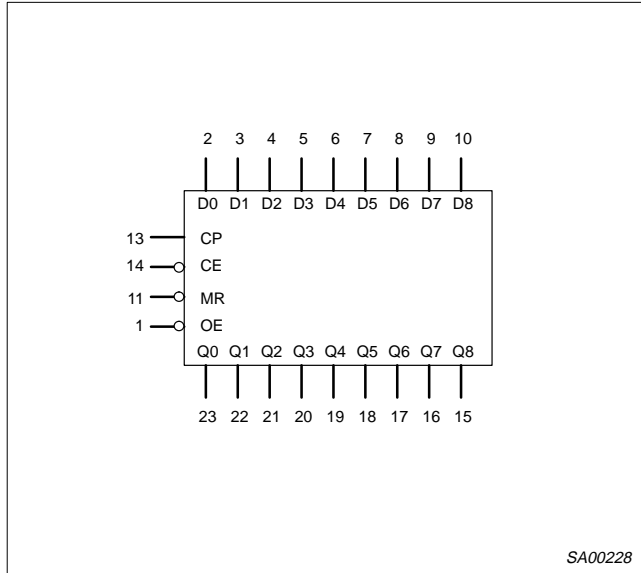 2 3 4 5 6 7 8 9 10
D0 D1 D2 D3 D4 D5 D6 D7 D8
13 CP
14 CE
11 MR
1 OE
Q0 Q1 Q2 Q3 Q4 Q5 Q6 Q7 Q8
23 22 21 20 19 18 17 16 15
SA00228